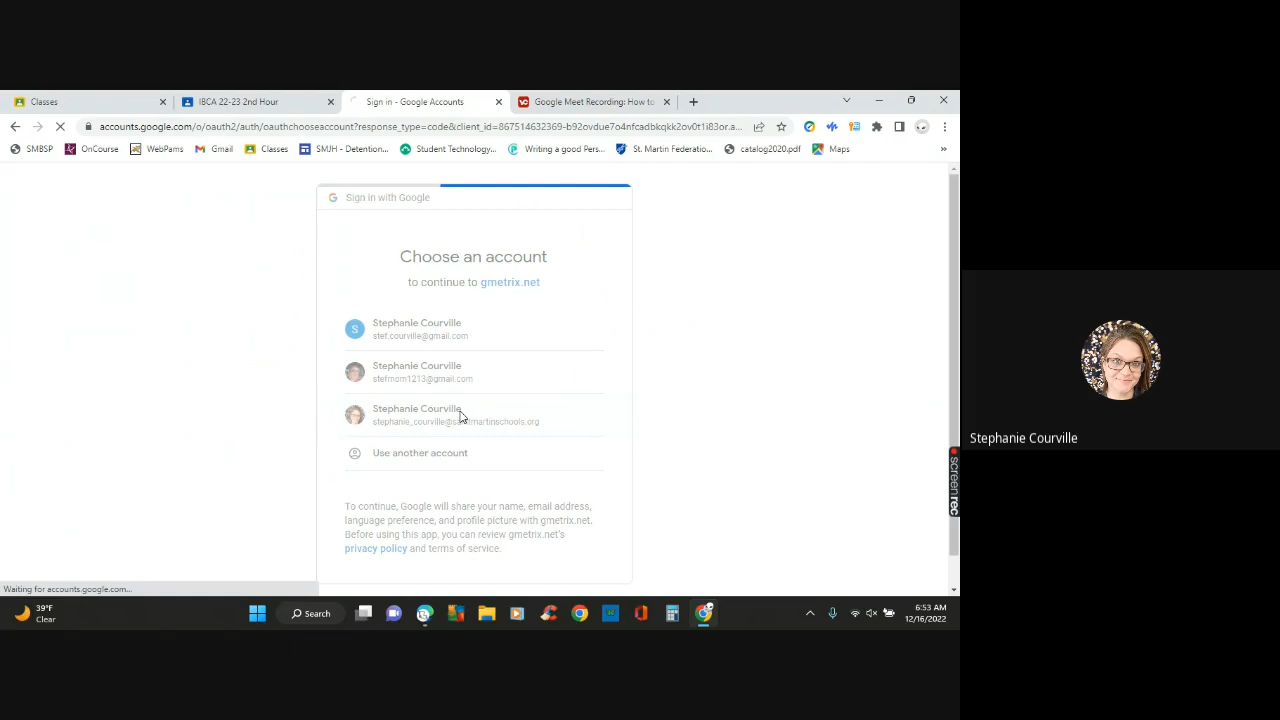 Classes
IBCA 22-23 2nd Hour
Sign in - Google Accounts
Google Meet Recording: How to
accounts.google.com/o/oauth2/auth/oauthchooseaccount?response_type=code&client_id=867514632369-b92ovdue7o4nfcadbkqkk2ov0t1i83or.a...
SMBSP
OnCourse
WebPams
Gmail
Classes
SMJH - Detention...
Student Technology...
Writing a good Pers...
St. Martin Federatio...
catalog2020.pdf
Maps
»
Sign in with Google
Choose an account
to continue to gmetrix.net
S
Stephanie Courville
stef.courville@gmail.com
Stephanie Courville
stefmom1213@gmail.com
Stephanie Courville
Use another account
To continue, Google will share your name, email address,
language preference, and profile picture with gmetrix.net.
Before using this app, you can review gmetrix.net's
privacy policy and terms of service.
Waiting for accounts.google.com...
39°F
Clear
Search
6:53 AM
12/16/2022
screenrec
Stephanie Courville